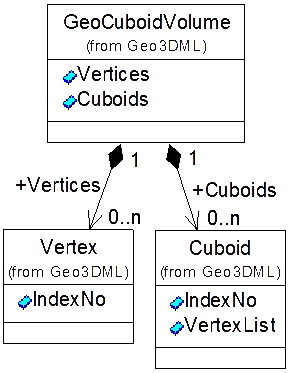 GeoCuboidVolume
(from Geo3DML)
Vertices
Cuboids
1 1
+Vertices
+Cuboids
0..n 0..n
Vertex
(from Geo3DML)
IndexNo
Cuboid
(from Geo3DML)
IndexNo
VertexList